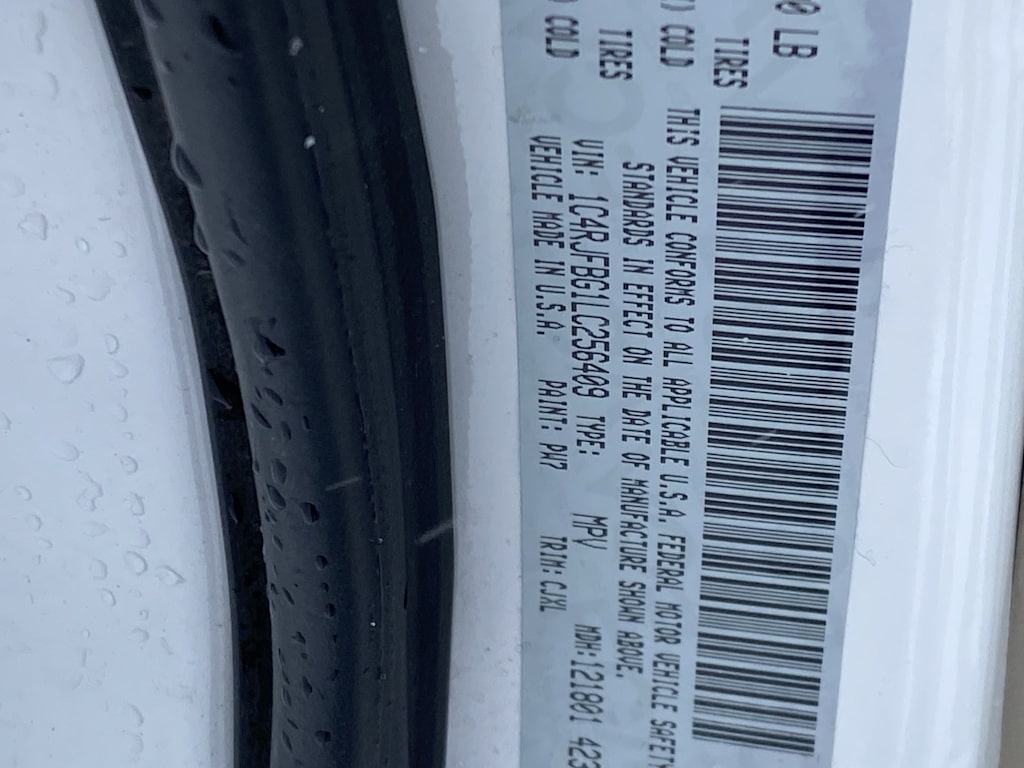 0 LB
TIRES
) COLD
TIRES
) COLD
THIS VEHICLE CONFORMS TO ALL APPLICABLE U.S.A. FEDERAL MOTOR VEHICLE SAFETY
STANDARDS IN EFFECT ON THE DATE OF MANUFACTURE SHOWN ABOVE.
VIN: 1C4RJFBG1LC256409 TYPE: MPV MDH:121801 423
VEHICLE MADE IN U.S.A. PAINT: PW7 TRIM: CJXL